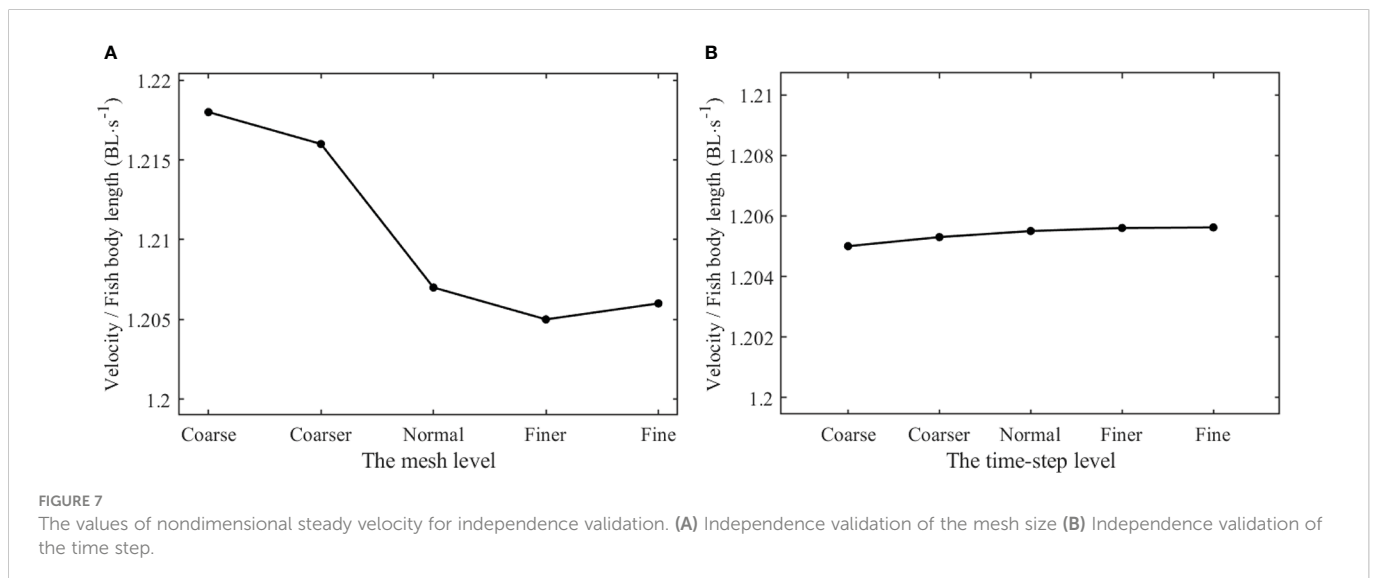 A
Velocity / Fish body length (BL·s⁻¹)
1.22
1.215
1.21
1.205
1.2
Coarse Coarser Normal Finer Fine
The mesh level
B
Velocity / Fish body length (BL·s⁻¹)
1.21
1.208
1.206
1.204
1.202
1.2
Coarse Coarser Normal Finer Fine
The time-step level
FIGURE 7
The values of nondimensional steady velocity for independence validation. (A) Independence validation of the mesh size (B) Independence validation of
the time step.